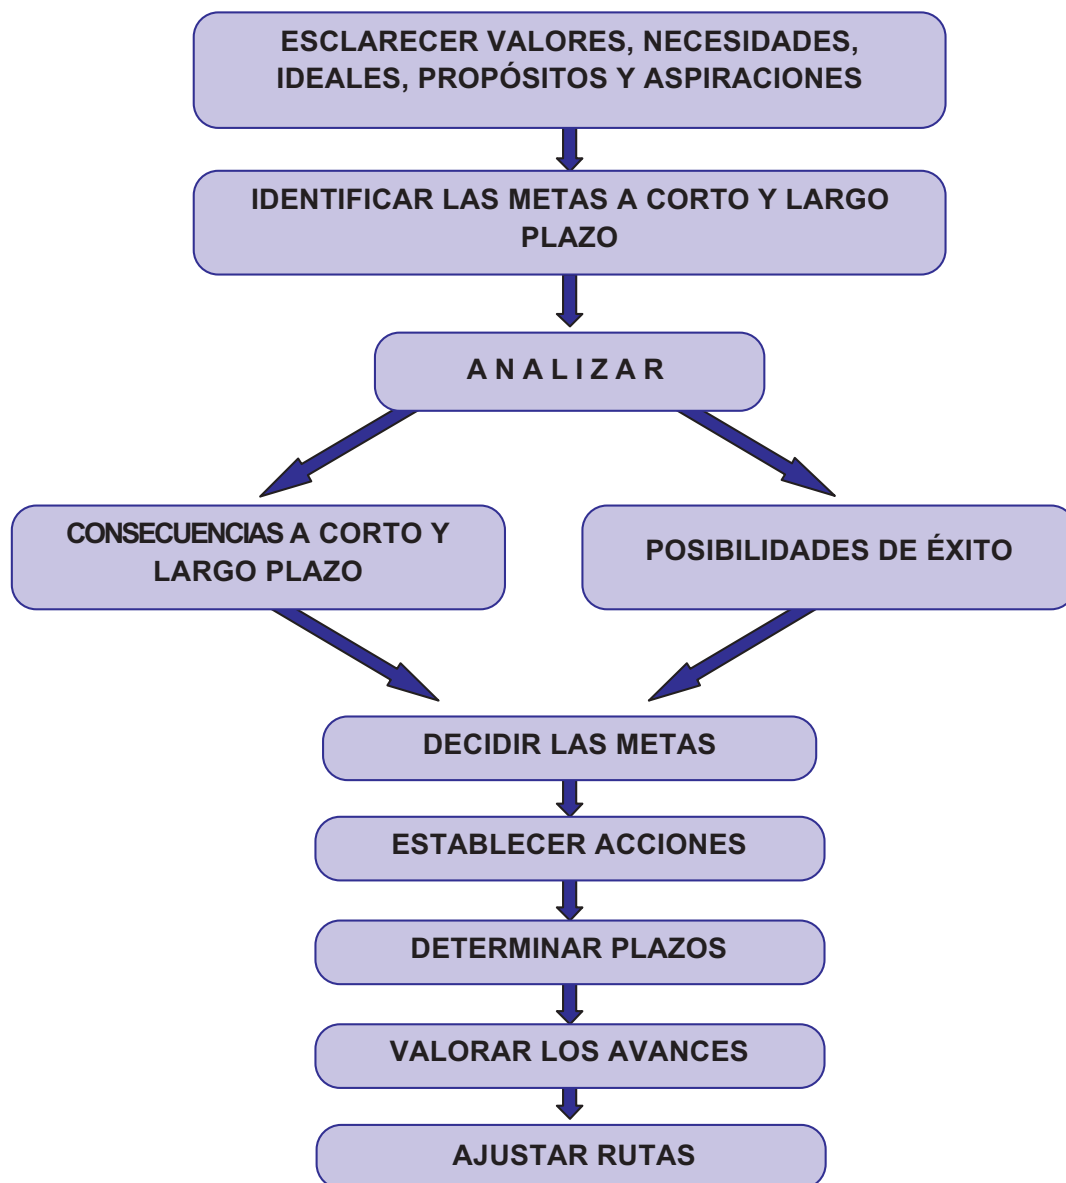 ESCLARECER VALORES, NECESIDADES,
IDEALES, PROPÓSITOS Y ASPIRACIONES
IDENTIFICAR LAS METAS A CORTO Y LARGO
PLAZO
A N A L I Z A R
CONSECUENCIAS A CORTO Y
LARGO PLAZO
POSIBILIDADES DE ÉXITO
DECIDIR LAS METAS
ESTABLECER ACCIONES
DETERMINAR PLAZOS
VALORAR LOS AVANCES
AJUSTAR RUTAS